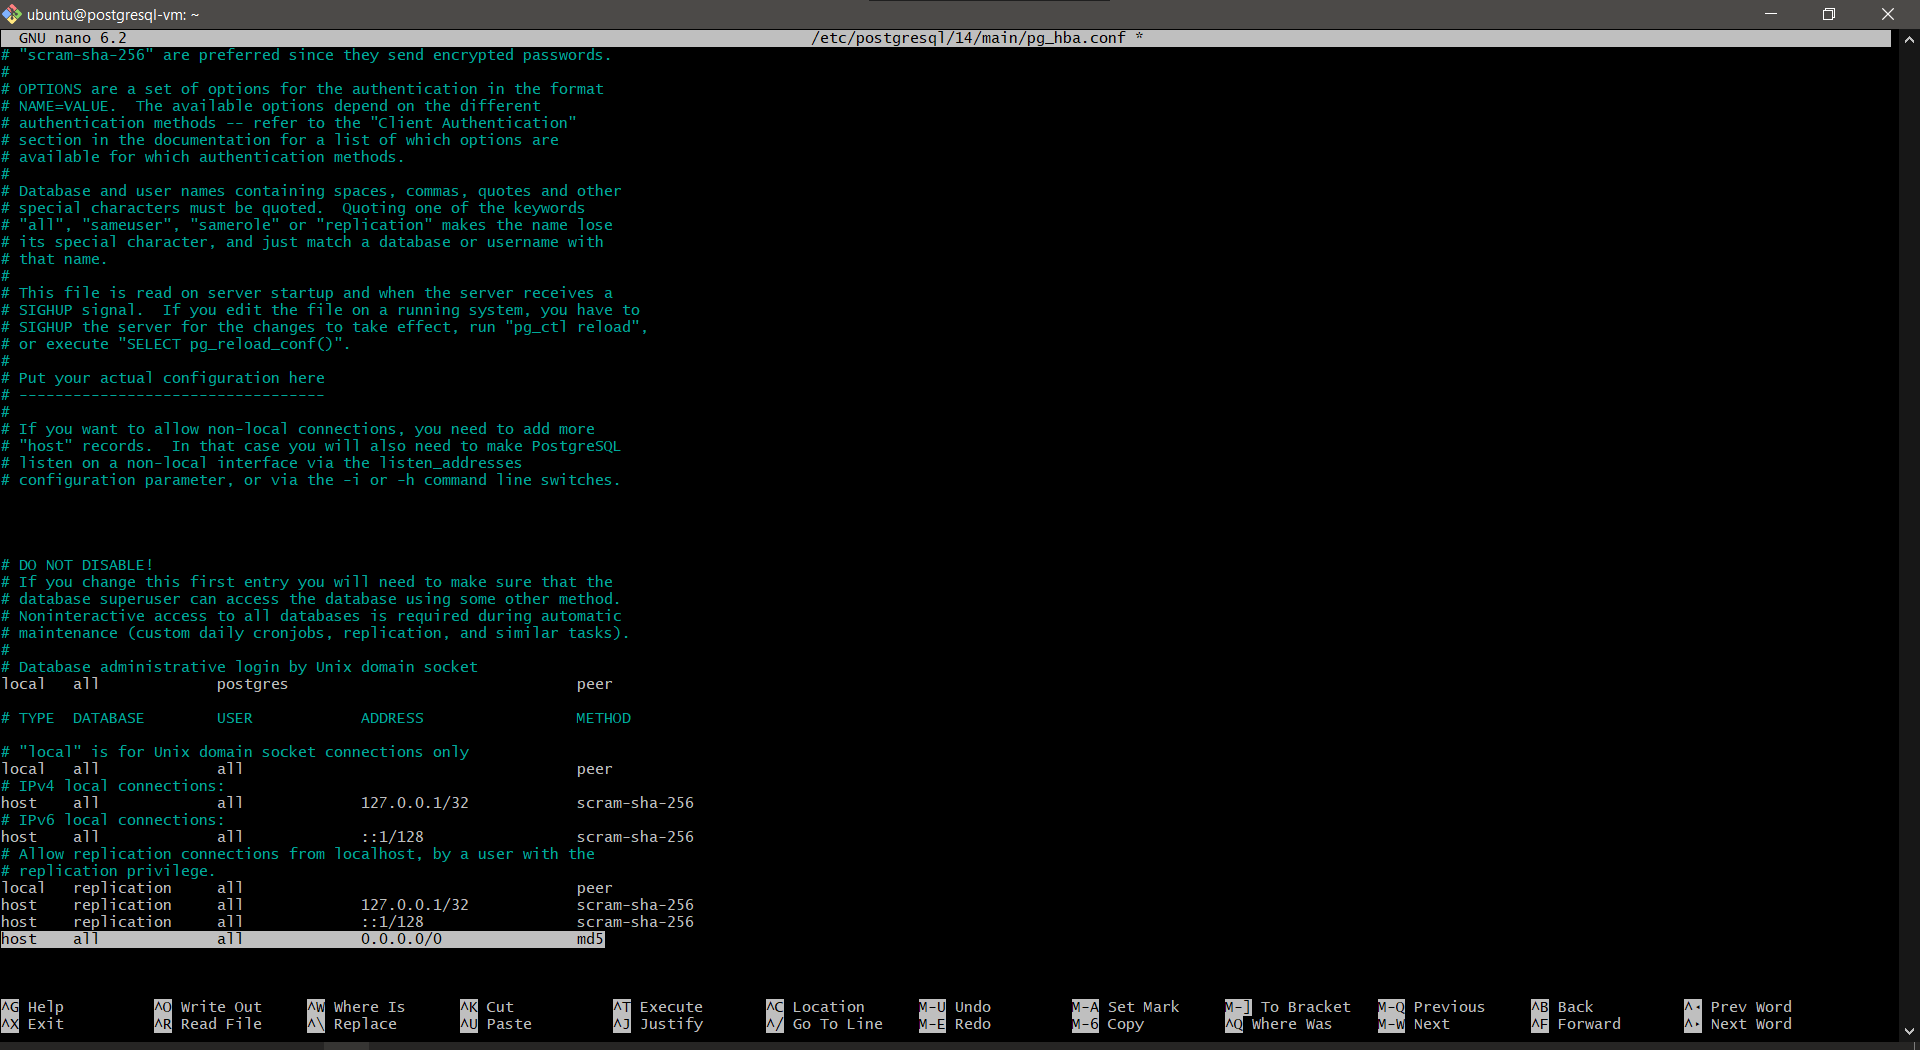 ubuntu@postgresql-vm: ~
GNU nano 6.2 /etc/postgresql/14/main/pg_hba.conf *
# "scram-sha-256" are preferred since they send encrypted passwords.
#
# OPTIONS are a set of options for the authentication in the format
# NAME=VALUE.  The available options depend on the different
# authentication methods -- refer to the "Client Authentication"
# section in the documentation for a list of which options are
# available for which authentication methods.
#
# Database and user names containing spaces, commas, quotes and other
# special characters must be quoted.  Quoting one of the keywords
# "all", "sameuser", "samerole" or "replication" makes the name lose
# its special character, and just match a database or username with
# that name.
#
# This file is read on server startup and when the server receives a
# SIGHUP signal.  If you edit the file on a running system, you have to
# SIGHUP the server for the changes to take effect, run "pg_ctl reload",
# or execute "SELECT pg_reload_conf()".
#
# Put your actual configuration here
# ----------------------------------
#
# If you want to allow non-local connections, you need to add more
# "host" records.  In that case you will also need to make PostgreSQL
# listen on a non-local interface via the listen_addresses
# configuration parameter, or via the -i or -h command line switches.
# DO NOT DISABLE!
# If you change this first entry you will need to make sure that the
# database superuser can access the database using some other method.
# Noninteractive access to all databases is required during automatic
# maintenance (custom daily cronjobs, replication, and similar tasks).
#
# Database administrative login by Unix domain socket
local   all             postgres                                peer
# TYPE  DATABASE        USER            ADDRESS                 METHOD
# "local" is for Unix domain socket connections only
local   all             all                                     peer
# IPv4 local connections:
host    all             all             127.0.0.1/32            scram-sha-256
# IPv6 local connections:
host    all             all             ::1/128                 scram-sha-256
# Allow replication connections from localhost, by a user with the
# replication privilege.
local   replication     all                                     peer
host    replication     all             127.0.0.1/32            scram-sha-256
host    replication     all             ::1/128                 scram-sha-256
host    all             all             0.0.0.0/0               md5
^G Help ^O Write Out ^W Where Is ^K Cut ^T Execute ^C Location M-U Undo M-A Set Mark M-] To Bracket M-Q Previous ^B Back ^◂ Prev Word
^X Exit ^R Read File ^\ Replace ^U Paste ^J Justify ^/ Go To Line M-E Redo M-6 Copy ^Q Where Was M-W Next ^F Forward ^▸ Next Word